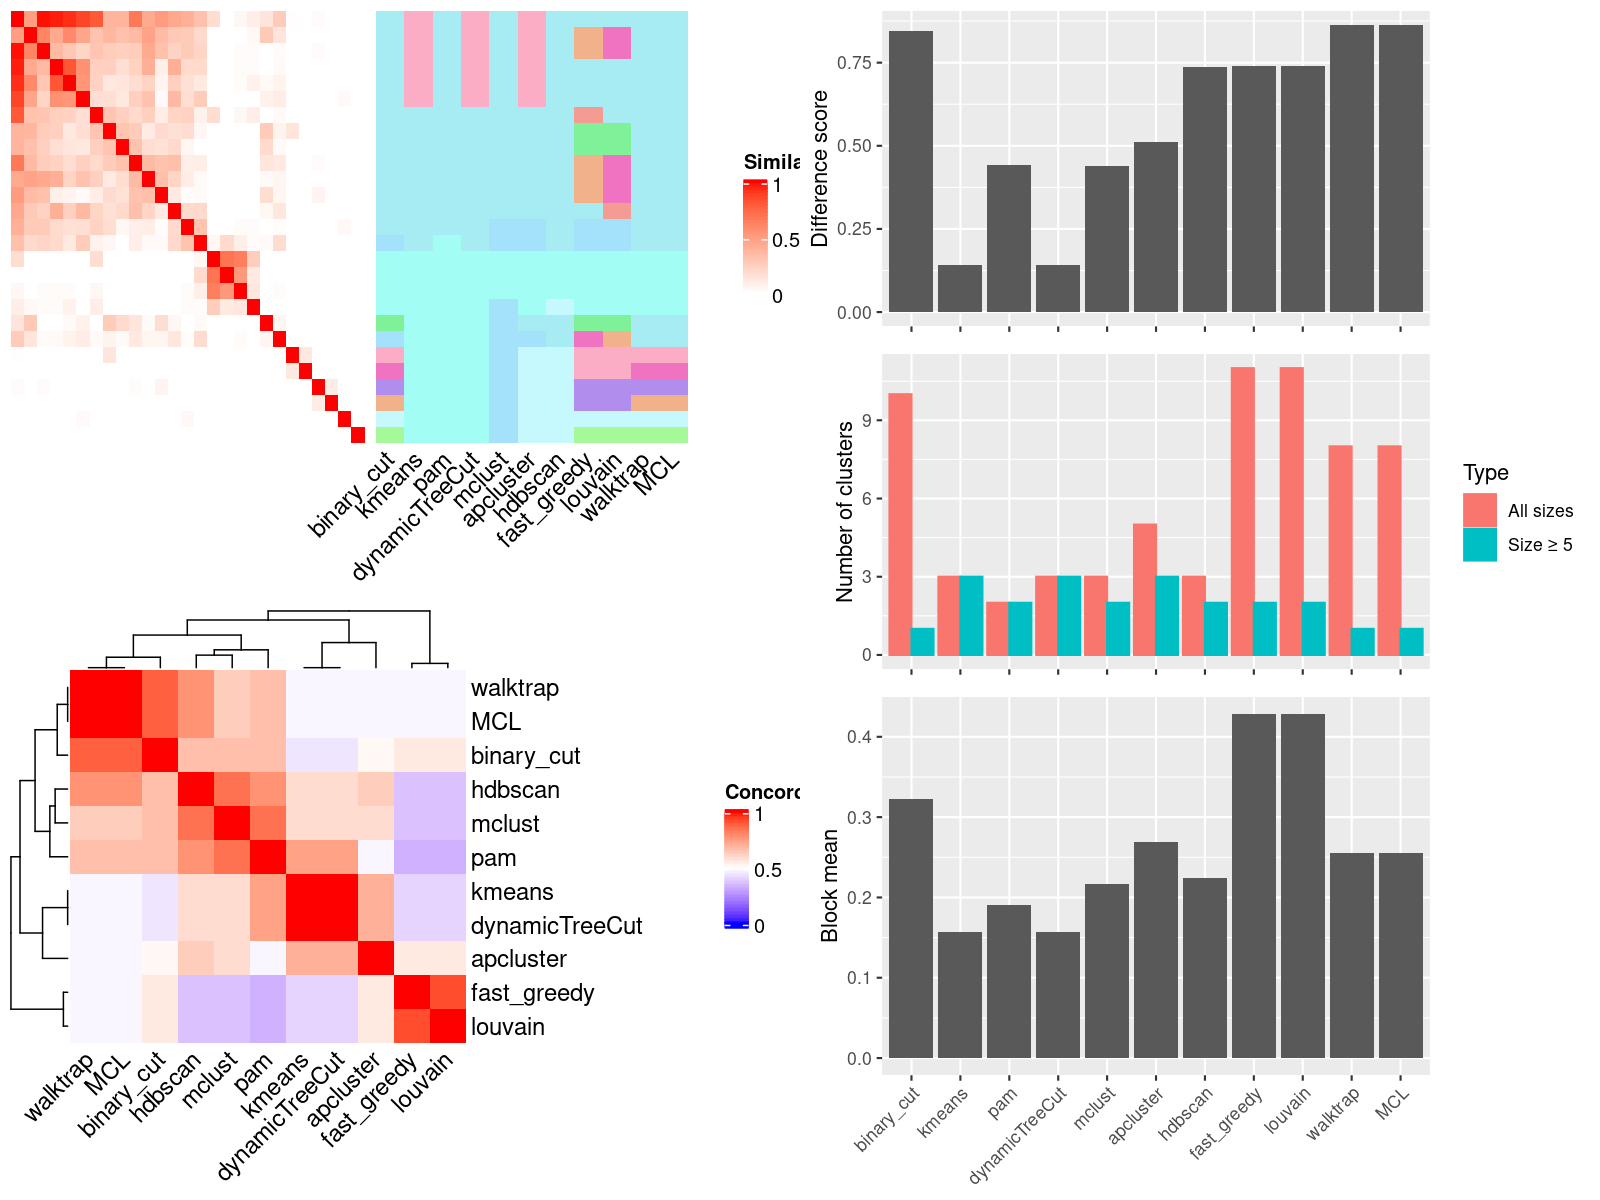 Simila
1
0.5
0
binary_cut
kmeans
pam
dynamicTreeCut
mclust
apcluster
hdbscan
fast_greedy
louvain
walktrap
MCL
Difference score
0.75
0.50
0.25
0.00
Number of clusters
9
6
3
0
Type
All sizes
Size ≥ 5
walktrap
MCL
binary_cut
hdbscan
mclust
pam
kmeans
dynamicTreeCut
apcluster
fast_greedy
louvain
walktrap
MCL
binary_cut
hdbscan
mclust
pam
kmeans
dynamicTreeCut
apcluster
fast_greedy
louvain
Concord
1
0.5
0
Block mean
0.4
0.3
0.2
0.1
0.0
binary_cut
kmeans
pam
dynamicTreeCut
mclust
apcluster
hdbscan
fast_greedy
louvain
walktrap
MCL